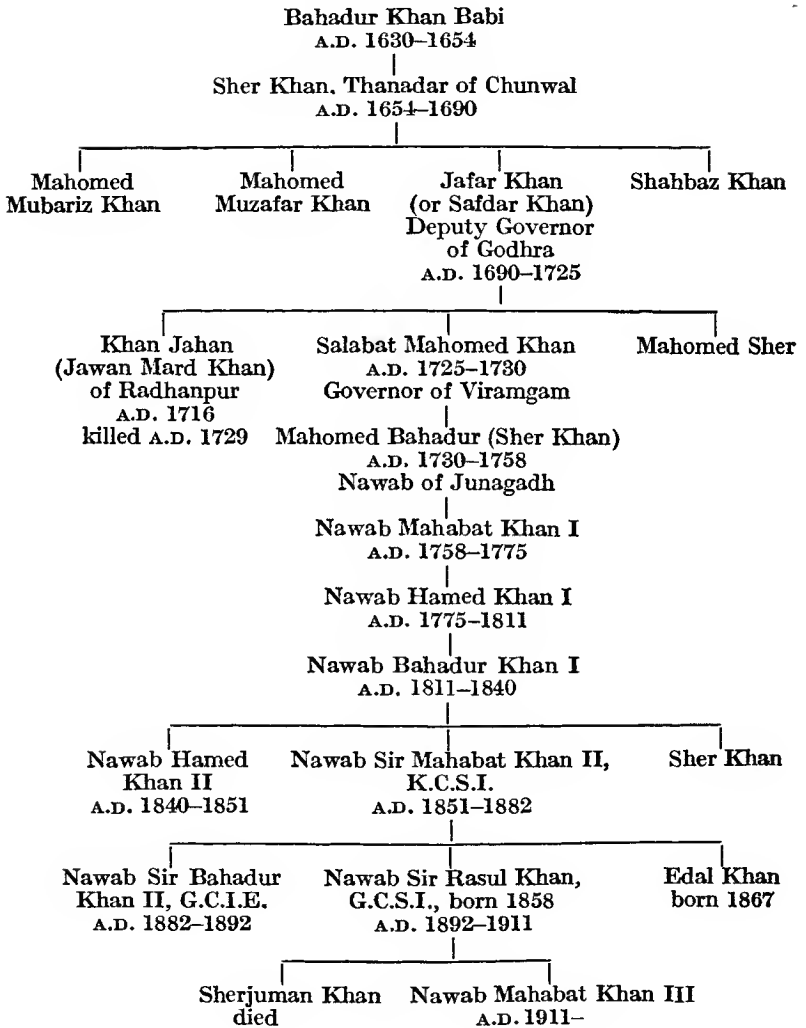 Bahadur Khan Babi
A.D. 1630–1654
Sher Khan, Thanadar of Chunwal
A.D. 1654–1690
Mahomed Mubariz Khan
Mahomed Muzafar Khan
Jafar Khan
(or Safdar Khan)
Deputy Governor
of Godhra
A.D. 1690–1725
Shahbaz Khan
Khan Jahan
(Jawan Mard Khan)
of Radhanpur
A.D. 1716
killed A.D. 1729
Salabat Mahomed Khan
A.D. 1725–1730
Governor of Viramgam
Mahomed Sher
Mahomed Bahadur (Sher Khan)
A.D. 1730–1758
Nawab of Junagadh
Nawab Mahabat Khan I
A.D. 1758–1775
Nawab Hamed Khan I
A.D. 1775–1811
Nawab Bahadur Khan I
A.D. 1811–1840
Nawab Hamed
Khan II
A.D. 1840–1851
Nawab Sir Mahabat Khan II,
K.C.S.I.
A.D. 1851–1882
Sher Khan
Nawab Sir Bahadur
Khan II, G.C.I.E.
A.D. 1882–1892
Nawab Sir Rasul Khan,
G.C.S.I., born 1858
A.D. 1892–1911
Edal Khan
born 1867
Sherjuman Khan
died
Nawab Mahabat Khan III
A.D. 1911–